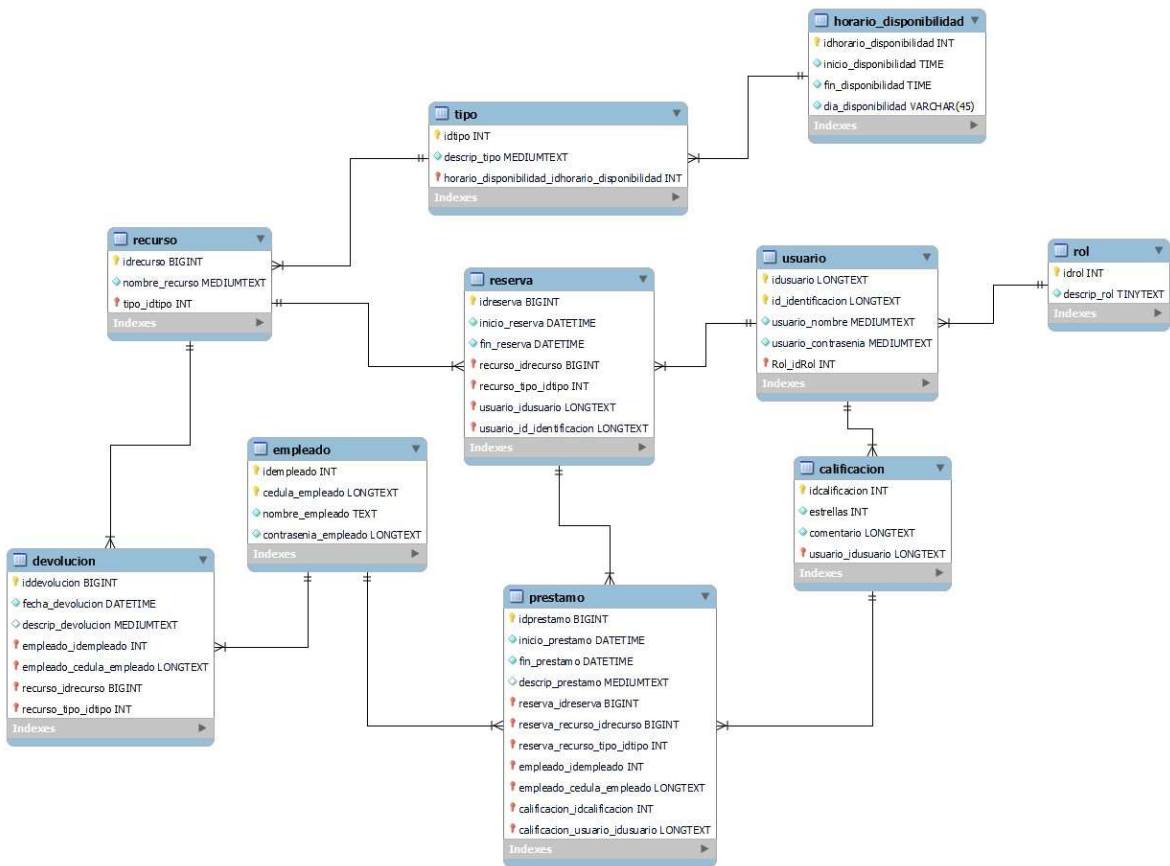 horario_disponibilidad
idhorario_disponibilidad INT
inicio_disponibilidad TIME
fin_disponibilidad TIME
dia_disponibilidad VARCHAR(45)
Indexes
tipo
idtipo INT
descrip_tipo MEDIUMTEXT
horario_disponibilidad_idhorario_disponibilidad INT
Indexes
recurso
idrecurso BIGINT
nombre_recurso MEDIUMTEXT
tipo_idtipo INT
Indexes
reserva
idreserva BIGINT
inicio_reserva DATETIME
fin_reserva DATETIME
recurso_idrecurso BIGINT
recurso_tipo_idtipo INT
usuario_idusuario LONGTEXT
usuario_id_identificacion LONGTEXT
Indexes
usuario
idusuario LONGTEXT
id_identificacion LONGTEXT
usuario_nombre MEDIUMTEXT
usuario_contrasenia MEDIUMTEXT
Rol_idRol INT
Indexes
rol
idrol INT
descrip_rol TINYTEXT
Indexes
empleado
idempleado INT
cedula_empleado LONGTEXT
nombre_empleado TEXT
contrasenia_empleado LONGTEXT
Indexes
calificacion
idcalificacion INT
estrellas INT
comentario LONGTEXT
usuario_idusuario LONGTEXT
Indexes
devolucion
iddevolucion BIGINT
fecha_devolucion DATETIME
descrip_devolucion MEDIUMTEXT
empleado_idempleado INT
empleado_cedula_empleado LONGTEXT
recurso_idrecurso BIGINT
recurso_tipo_idtipo INT
Indexes
prestamo
idprestamo BIGINT
inicio_prestamo DATETIME
fin_prestamo DATETIME
descrip_prestamo MEDIUMTEXT
reserva_idreserva BIGINT
reserva_recurso_idrecurso BIGINT
reserva_recurso_tipo_idtipo INT
empleado_idempleado INT
empleado_cedula_empleado LONGTEXT
calificacion_idcalificacion INT
calificacion_usuario_idusuario LONGTEXT
Indexes